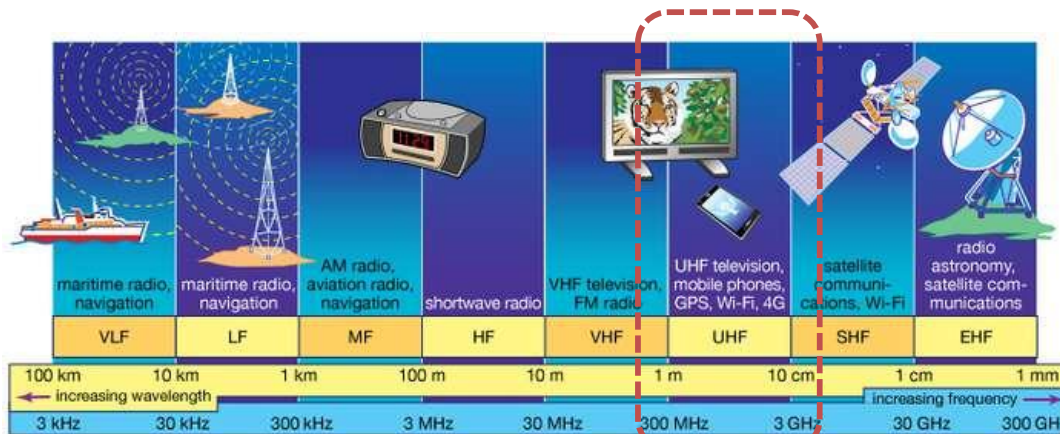 11:29
maritime radio,
navigation
maritime radio,
navigation
AM radio,
aviation radio,
navigation
shortwave radio
VHF television,
FM radio
UHF television,
mobile phones,
GPS, Wi-Fi, 4G
satellite
communi-
cations, Wi-Fi
radio
astronomy,
satellite com-
munications
VLF LF MF HF VHF UHF SHF EHF
100 km 10 km 1 km 100 m 10 m 1 m 10 cm 1 cm 1 mm
increasing wavelength increasing frequency
3 kHz 30 kHz 300 kHz 3 MHz 30 MHz 300 MHz 3 GHz 30 GHz 300 GH